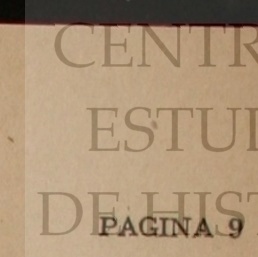 CENTR
ESTU
DE HIST
PAGINA 9